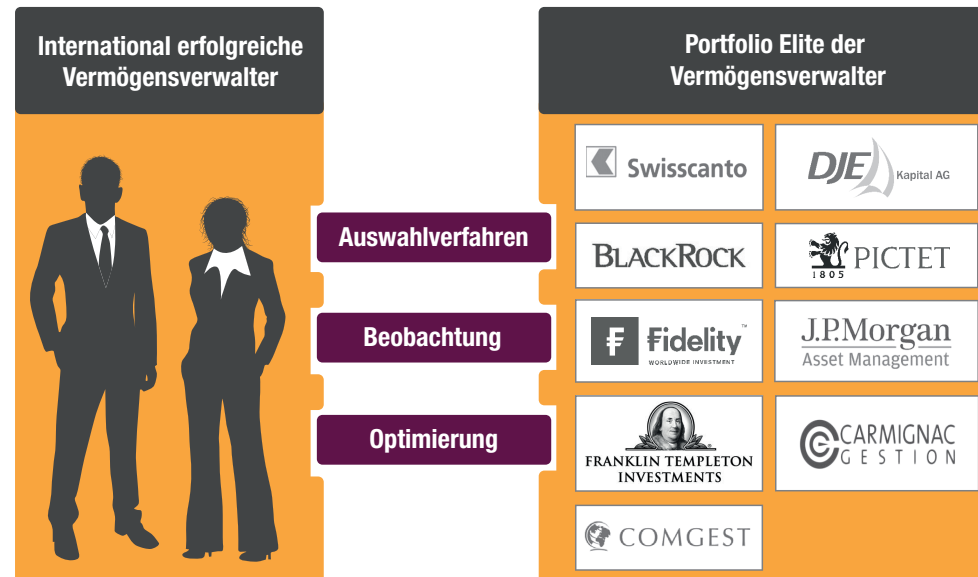 International erfolgreiche
Vermögensverwalter
Auswahlverfahren
Beobachtung
Optimierung
Portfolio Elite der
Vermögensverwalter
Swisscanto
DJE Kapital AG
BLACKROCK
1805 PICTET
Fidelity™
WORLDWIDE INVESTMENT
J.P.Morgan
Asset Management
FRANKLIN TEMPLETON
INVESTMENTS
CARMIGNAC
GESTION
COMGEST